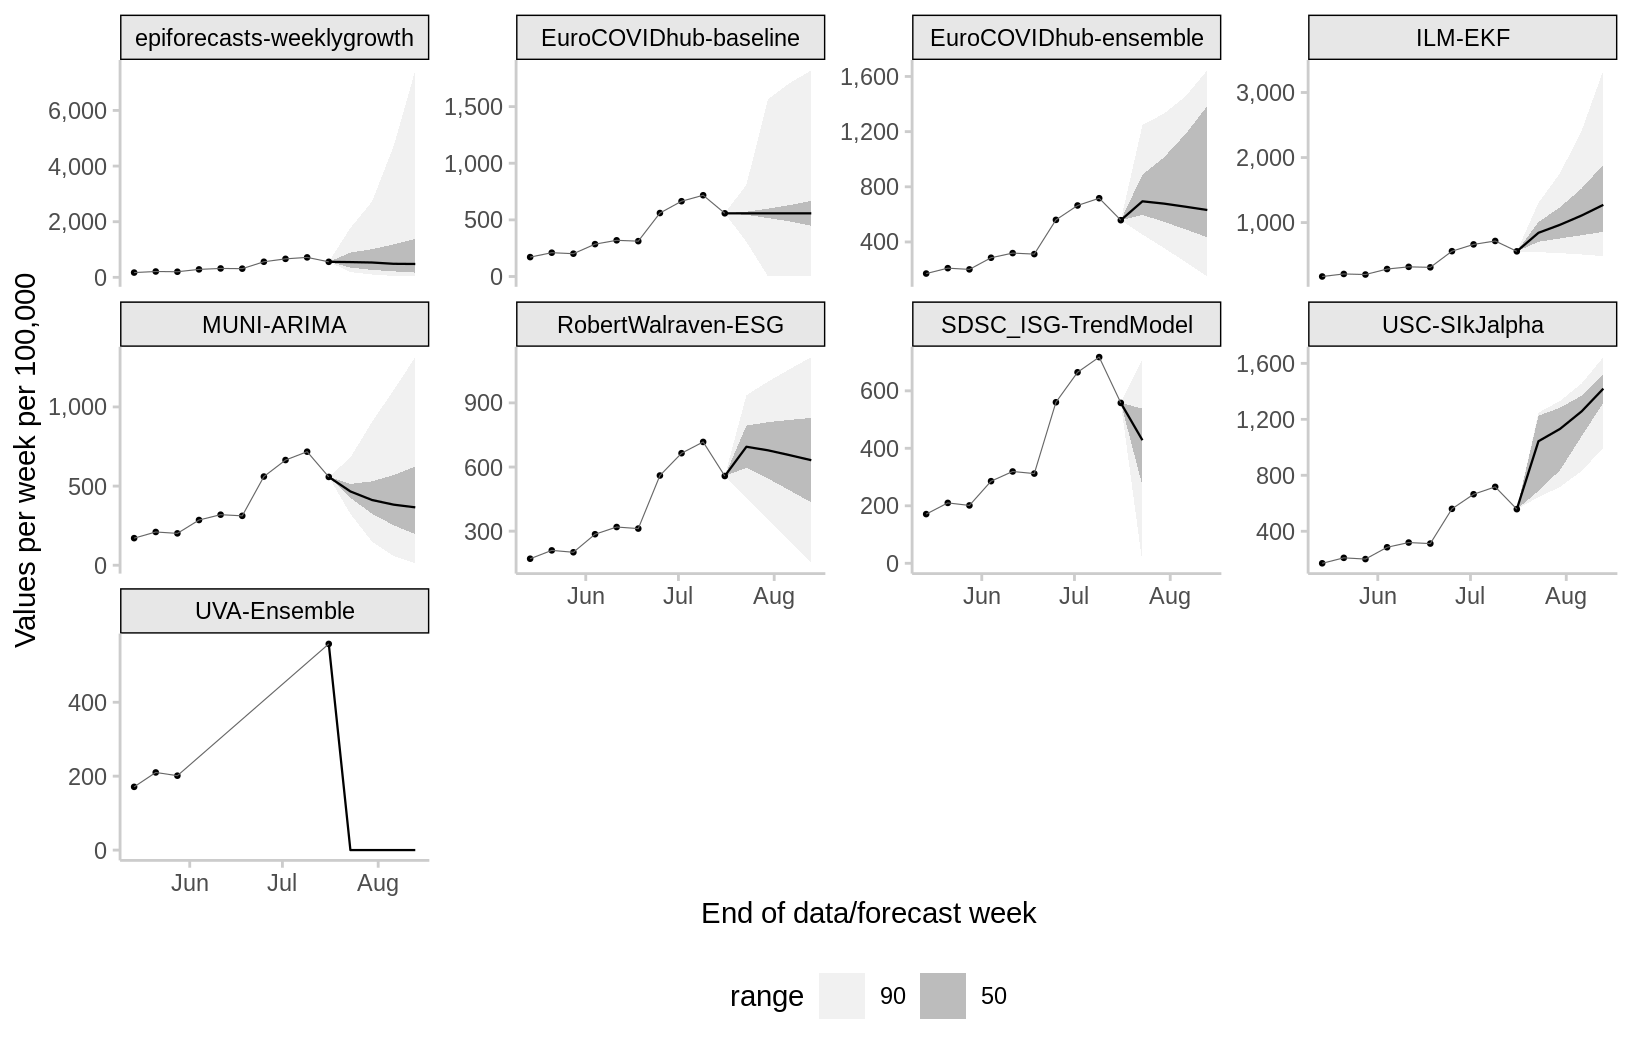 epiforecasts-weeklygrowth
EuroCOVIDhub-baseline
EuroCOVIDhub-ensemble
ILM-EKF
6,000
4,000
2,000
0
1,500
1,000
500
0
1,600
1,200
800
400
3,000
2,000
1,000
MUNI-ARIMA
RobertWalraven-ESG
SDSC_ISG-TrendModel
USC-SIkJalpha
1,000
500
0
900
600
300
Jun Jul Aug
600
400
200
0
Jun Jul Aug
1,600
1,200
800
400
Jun Jul Aug
UVA-Ensemble
400
200
0
Jun Jul Aug
Values per week per 100,000
End of data/forecast week
range 90 50